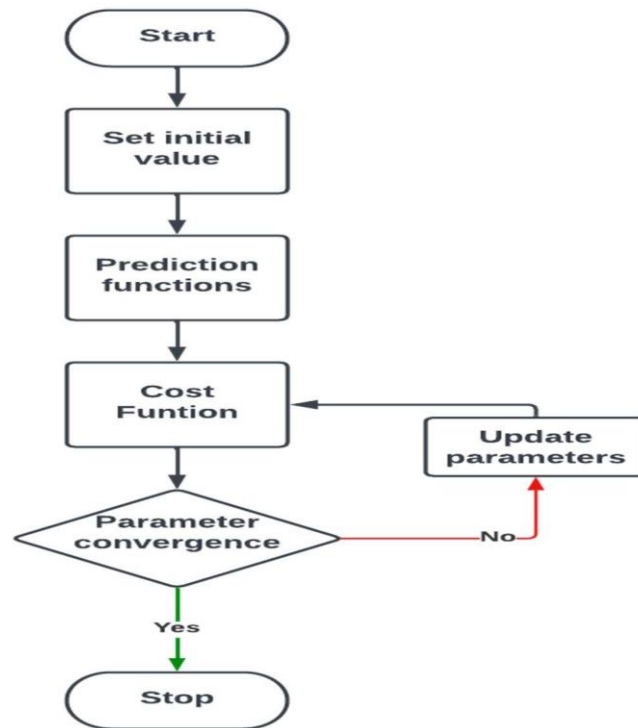 Start
Set initial
value
Prediction
functions
Cost
Funtion
Update
parameters
Parameter
convergence
No
Yes
Stop